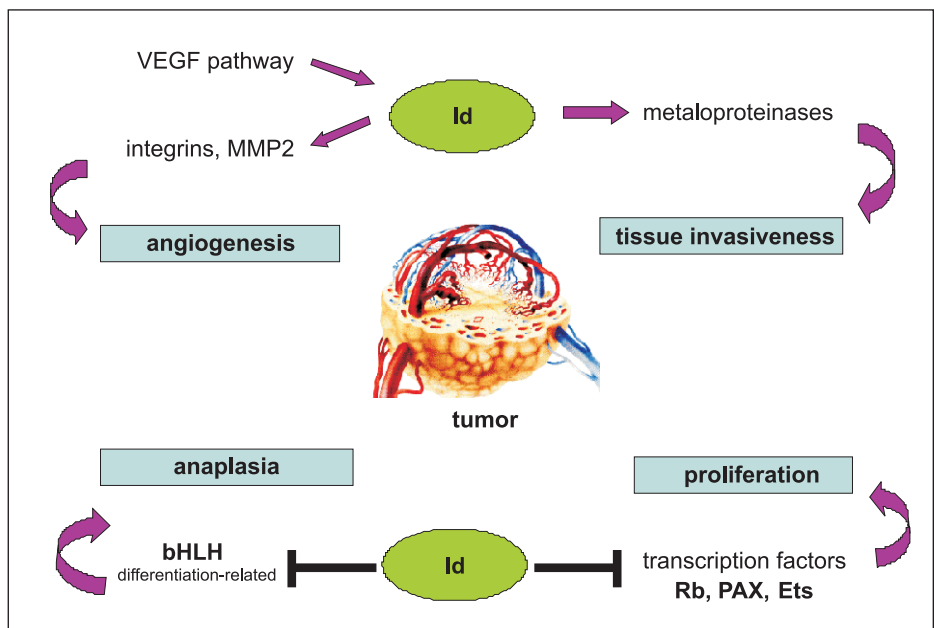 VEGF pathway
Id
metaloproteinases
integrins, MMP2
angiogenesis
tissue invasiveness
tumor
anaplasia
proliferation
bHLH
differentiation-related
Id
transcription factors
Rb, PAX, Ets